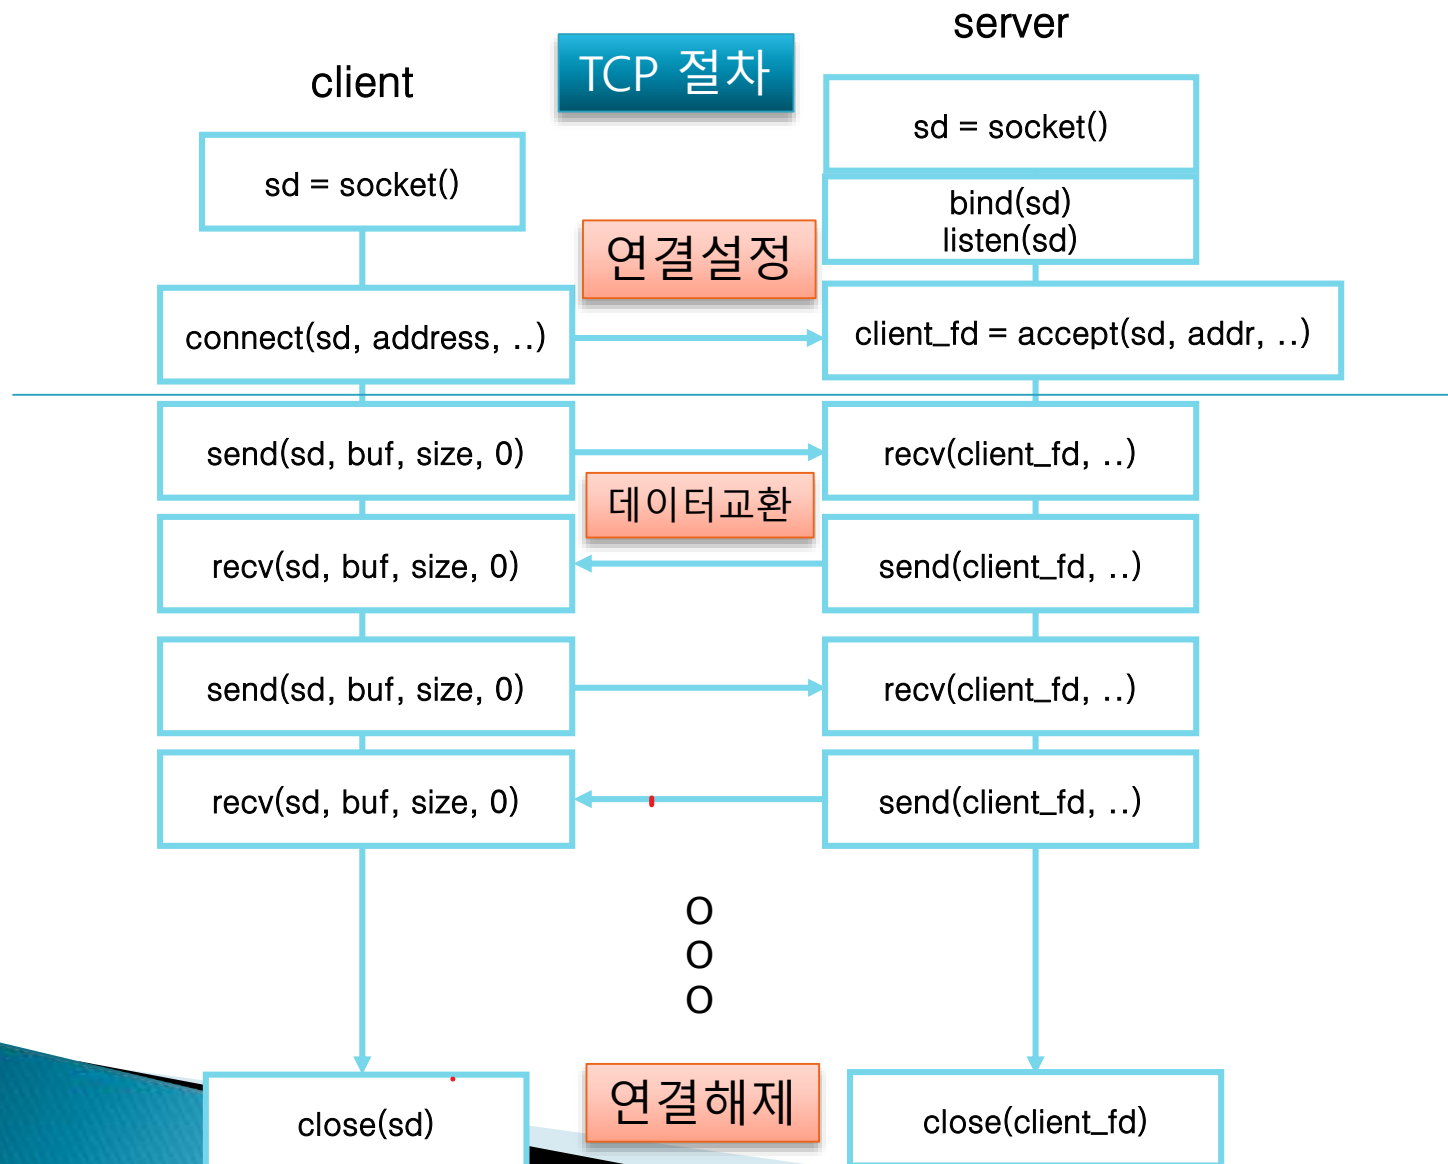 server
TCP 절차
client
sd = socket()
sd = socket()
bind(sd)
listen(sd)
연결설정
connect(sd, address, ..)
client_fd = accept(sd, addr, ..)
send(sd, buf, size, 0)
recv(client_fd, ..)
데이터교환
recv(sd, buf, size, 0)
send(client_fd, ..)
send(sd, buf, size, 0)
recv(client_fd, ..)
recv(sd, buf, size, 0)
send(client_fd, ..)
O
O
O
연결해제
close(sd)
close(client_fd)